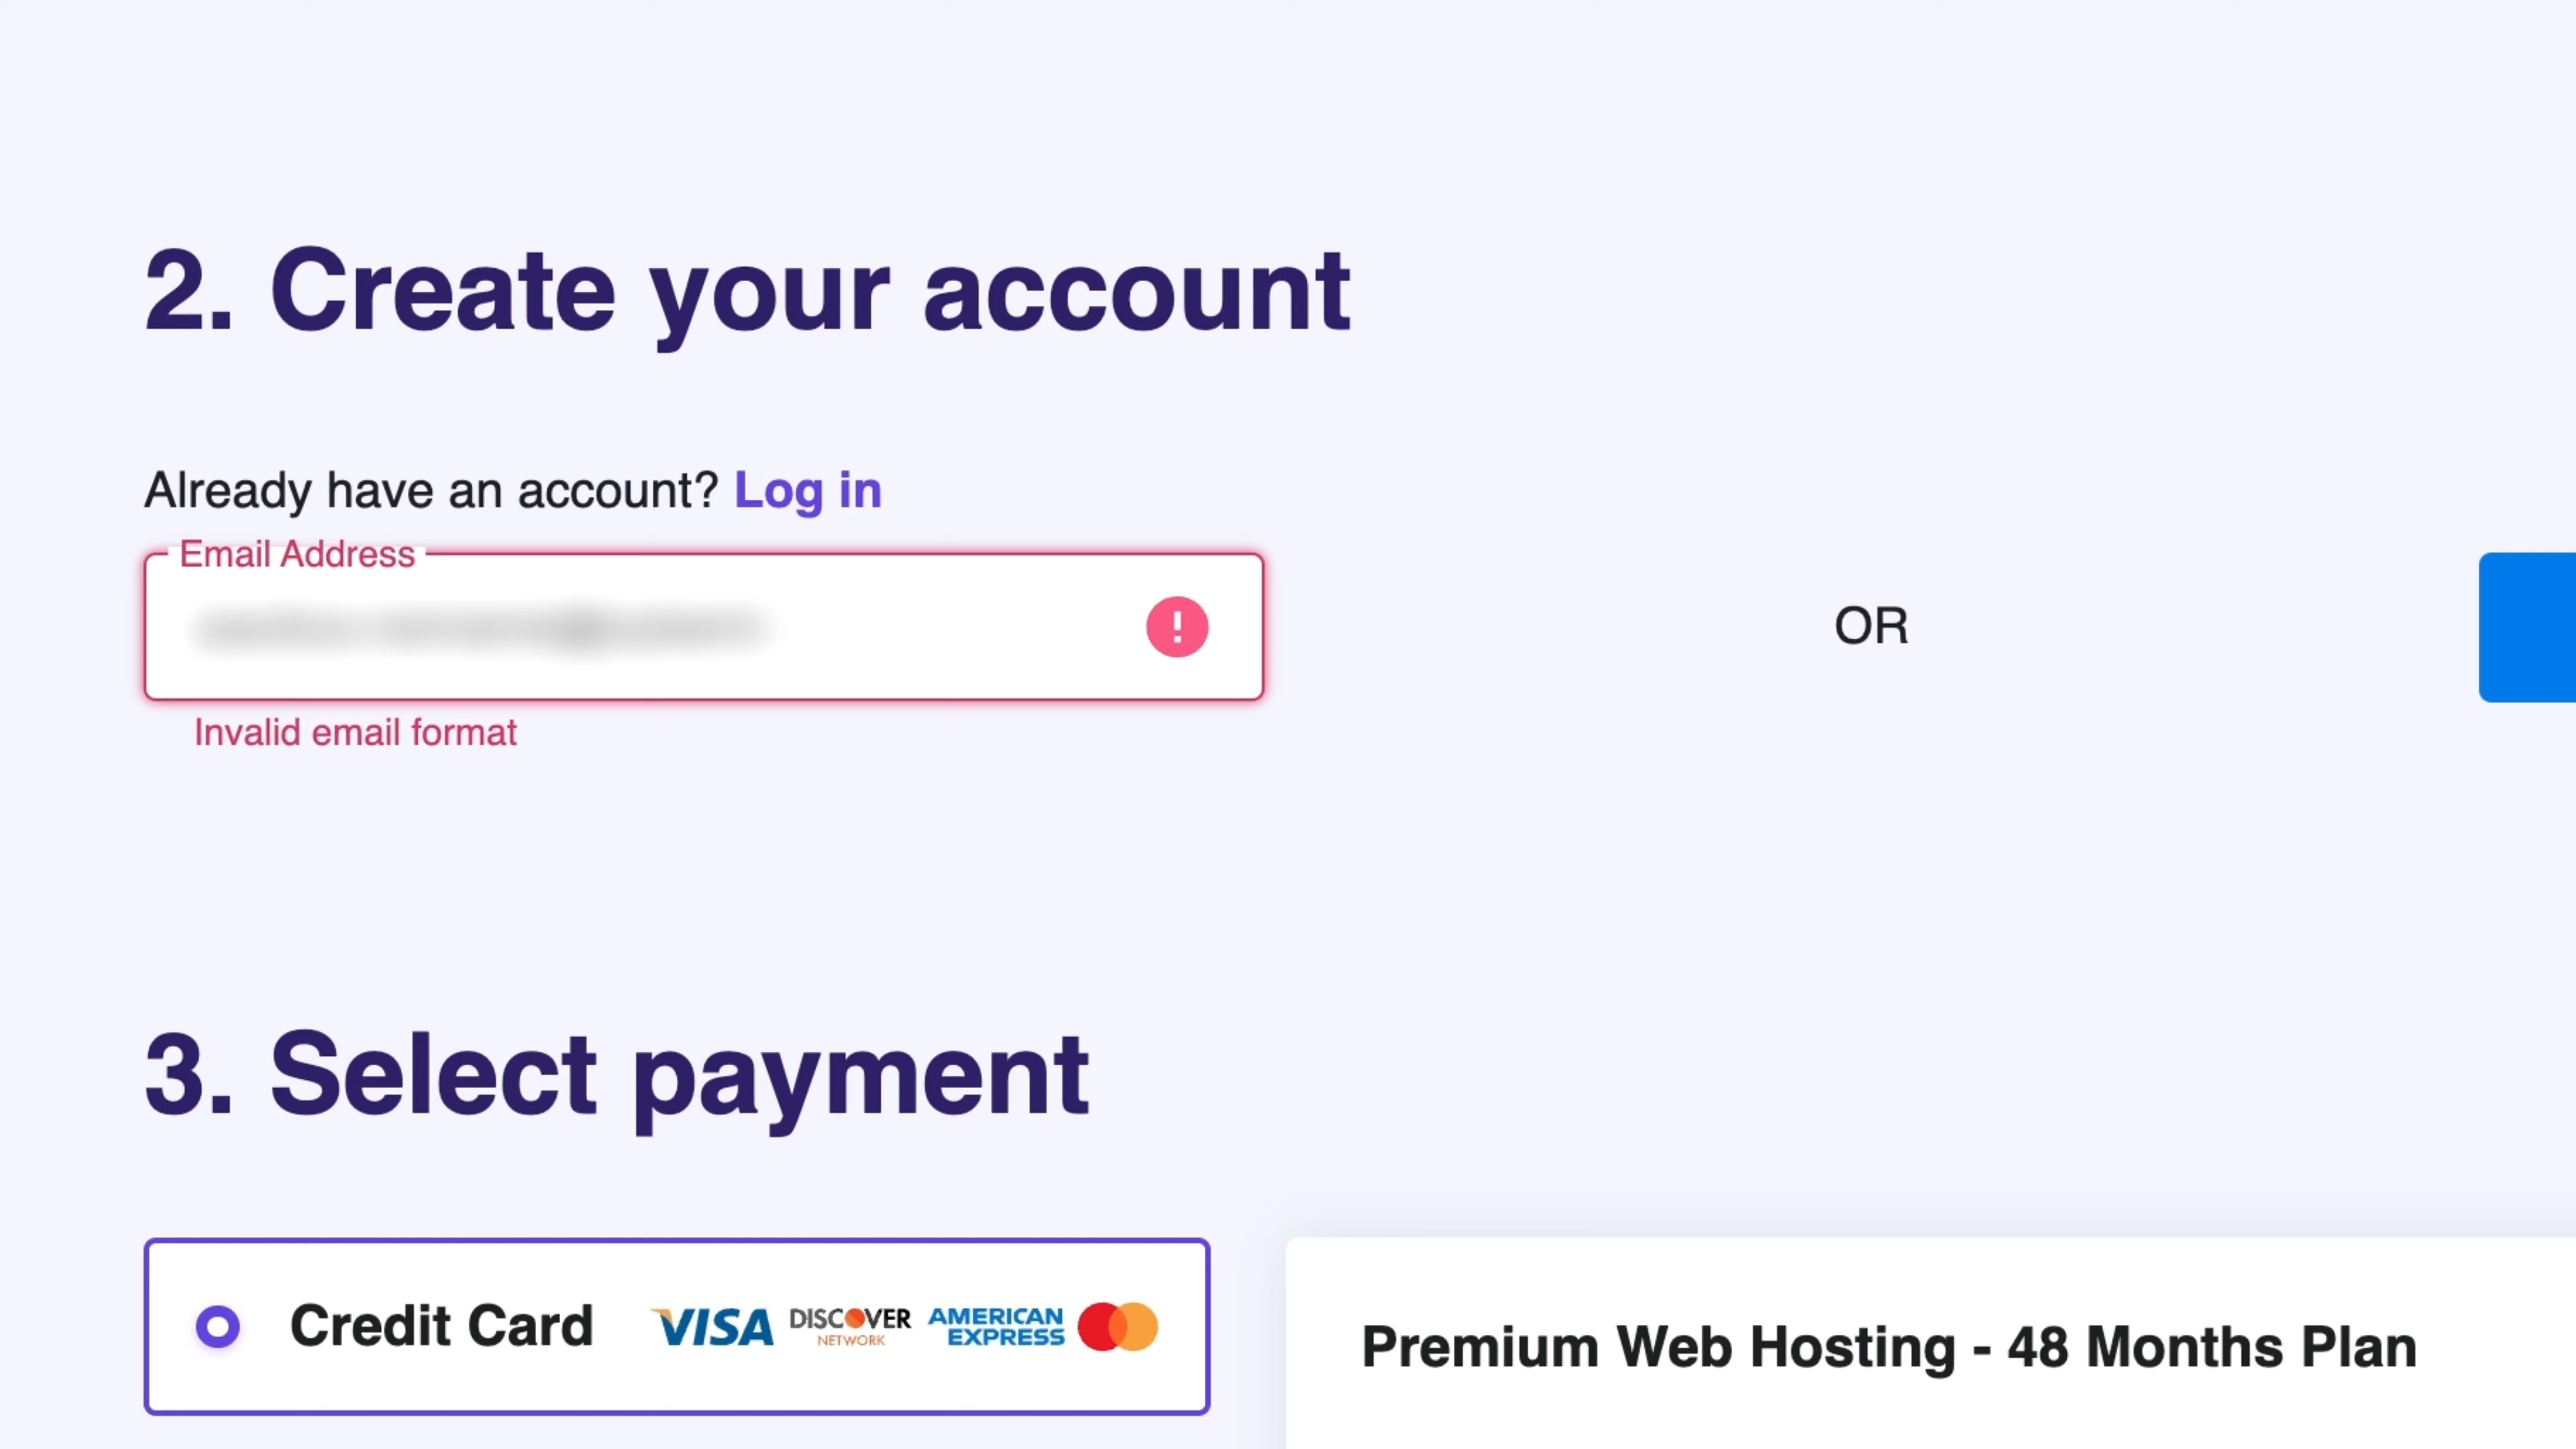 2. Create your account
Already have an account? Log in
Email Address
OR
Invalid email format
3. Select payment
Credit Card VISA DISCOVER NETWORK AMERICAN EXPRESS
Premium Web Hosting - 48 Months Plan